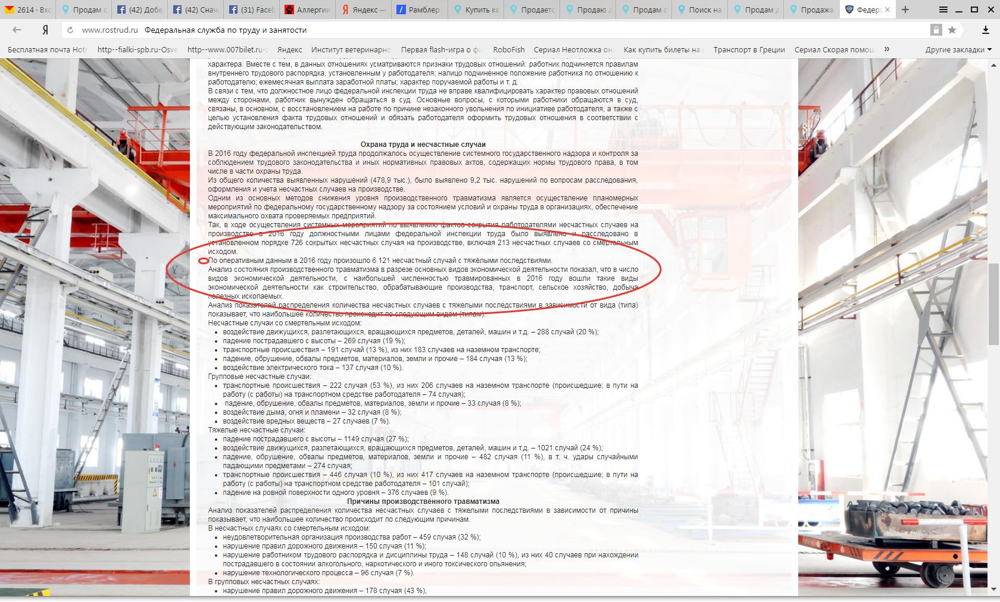 2614 · Вхо
Продам с
(42) Добе
(42) Снач
(31) Faceb
Аллергии
Яндекс —
Рамблер
Купить кв
Продаетс
Продаю д
Продам о
Поиск на
Продам д
Продажа
Федера
www.rostrud.ru Федеральная служба по труду и занятости
Бесплатная почта Hotm
http--fialki-spb.ru-Osve
http--www.007bilet.ru-
Яндекс
Институт ветеринарно
Первая flash-игра о ф
RoboFish
Сериал Неотложка он
Как купить билеты на
Транспорт в Греции
Сериал Скорая помощ
»
Другие закладки
характера. Вместе с тем, в данных отношениях усматриваются признаки трудовых отношений: работник подчиняется правилам
внутреннего трудового распорядка, установленным у работодателя; налицо подчиненное положение работника по отношению к
работодателю; ежемесячная выплата заработной платы; характер поручаемой работы и т. д.
В связи с тем, что должностное лицо федеральной инспекции труда не вправе квалифицировать характер правовых отношений
между сторонами, работник вынужден обращаться в суд. Основные вопросы, с которыми работники обращаются в суд,
связаны, в основном, с восстановлением на работе по причине незаконного увольнения по инициативе работодателя, а также с
целью установления факта трудовых отношений и обязать работодателя оформить трудовых отношения в соответствии с
действующим законодательством.
Охрана труда и несчастные случаи
В 2016 году федеральной инспекцией труда продолжалось осуществление системного государственного надзора и контроля за
соблюдением трудового законодательства и иных нормативных правовых актов, содержащих нормы трудового права, в том
числе в части охраны труда.
Из общего количества выявленных нарушений (478,9 тыс.), было выявлено 9,2 тыс. нарушений по вопросам расследования,
оформления и учета несчастных случаев на производстве.
Одним из основных методов снижения уровня производственного травматизма является осуществление планомерных
мероприятий по федеральному государственному надзору за состоянием условий и охраны труда в организациях, обеспечение
максимального охвата проверяемых предприятий.
Так, в ходе осуществления системных мероприятий по выявлению фактов сокрытия работодателями несчастных случаев на
производстве в 2016 году должностными лицами федеральной инспекции труда было выявлено и расследовано в
установленном порядке 726 сокрытых несчастных случая на производстве, включая 213 несчастных случаев со смертельным
исходом.
По оперативным данным в 2016 году произошло 6 121 несчастный случай с тяжёлыми последствиями.
Анализ состояния производственного травматизма в разрезе основных видов экономической деятельности показал, что в число
видов экономической деятельности, с наибольшей численностью травмированных в 2016 году вошли такие виды
экономической деятельности как строительство, обрабатывающие производства, транспорт, сельское хозяйство, добыча
полезных ископаемых.
Анализ показателей распределения количества несчастных случаев с тяжелыми последствиями в зависимости от вида (типа)
показывает, что наибольшее количество происходит по следующим видам (типам):
Несчастные случаи со смертельным исходом:
• воздействие движущихся, разлетающихся, вращающихся предметов, деталей, машин и т.д. – 288 случай (20 %);
• падение пострадавшего с высоты – 269 случая (19 %);
• транспортные происшествия – 191 случай (13 %), из них 183 случаев на наземном транспорте;
• падение, обрушение, обвалы предметов, материалов, земли и прочие – 184 случая (13 %);
• воздействие электрического тока – 137 случая (10 %).
Групповые несчастные случаи:
• транспортные происшествия – 222 случая (53 %), из них 206 случаев на наземном транспорте (происшедшие; в пути на
работу (с работы) на транспортном средстве работодателя – 74 случая);
• падение, обрушение, обвалы предметов, материалов, земли и прочие – 33 случая (8 %);
• воздействие дыма, огня и пламени – 32 случая (8 %);
• воздействие вредных веществ – 27 случаев (7 %).
Тяжелые несчастные случаи:
• падение пострадавшего с высоты – 1149 случая (27 %);
• воздействие движущихся, разлетающихся, вращающихся предметов, деталей, машин и т.д. – 1021 случай (24 %);
• падение, обрушение, обвалы предметов, материалов, земли и прочие – 482 случая (11 %), в т. ч. удары случайными
падающими предметами – 274 случая;
• транспортные происшествия – 446 случая (10 %), из них 417 случаев на наземном транспорте (происшедшие; в пути на
работу (с работы) на транспортном средстве работодателя – 101 случай);
• падение на ровной поверхности одного уровня – 376 случаев (9 %).
Причины производственного травматизма
Анализ показателей распределения количества несчастных случаев с тяжелыми последствиями в зависимости от причины
показывает, что наибольшее количество происходит по следующим причинам.
В несчастных случаях со смертельным исходом:
• неудовлетворительная организация производства работ – 459 случая (32 %);
• нарушение правил дорожного движения – 150 случая (11 %);
• нарушение работником трудового распорядка и дисциплины труда – 148 случай (10 %), из них 40 случаев при нахождении
пострадавшего в состоянии алкогольного, наркотического и иного токсического опьянения;
• нарушение технологического процесса – 96 случая (7 %).
В групповых несчастных случаях:
• нарушение правил дорожного движения – 178 случая (43 %),